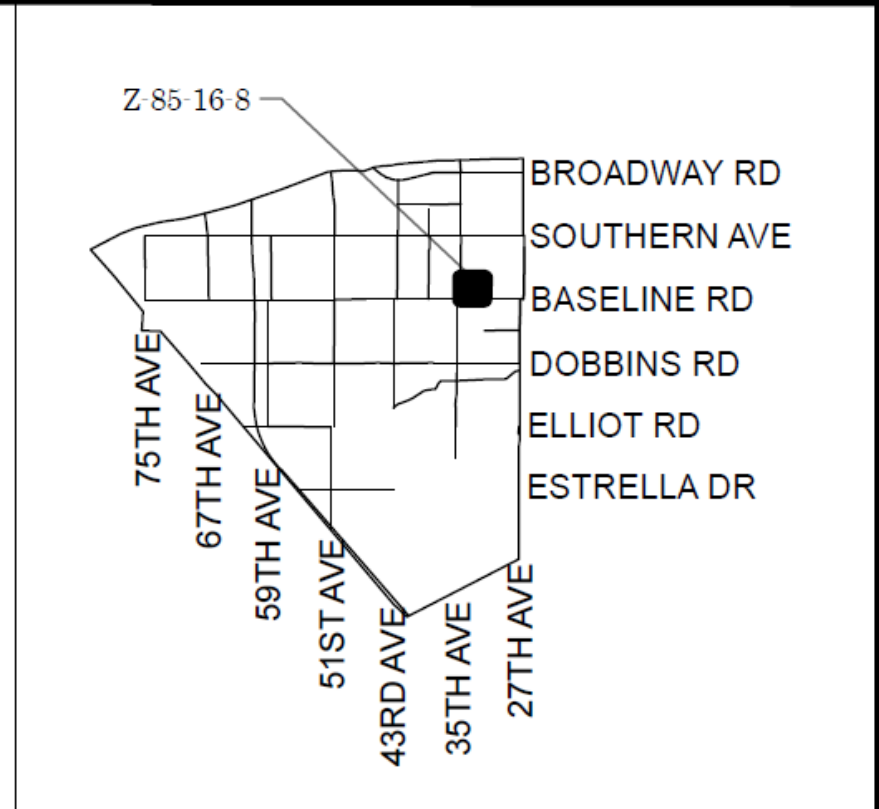 Z-85-16-8
BROADWAY RD
SOUTHERN AVE
BASELINE RD
DOBBINS RD
ELLIOT RD
ESTRELLA DR
75TH AVE
67TH AVE
59TH AVE
51ST AVE
43RD AVE
35TH AVE
27TH AVE